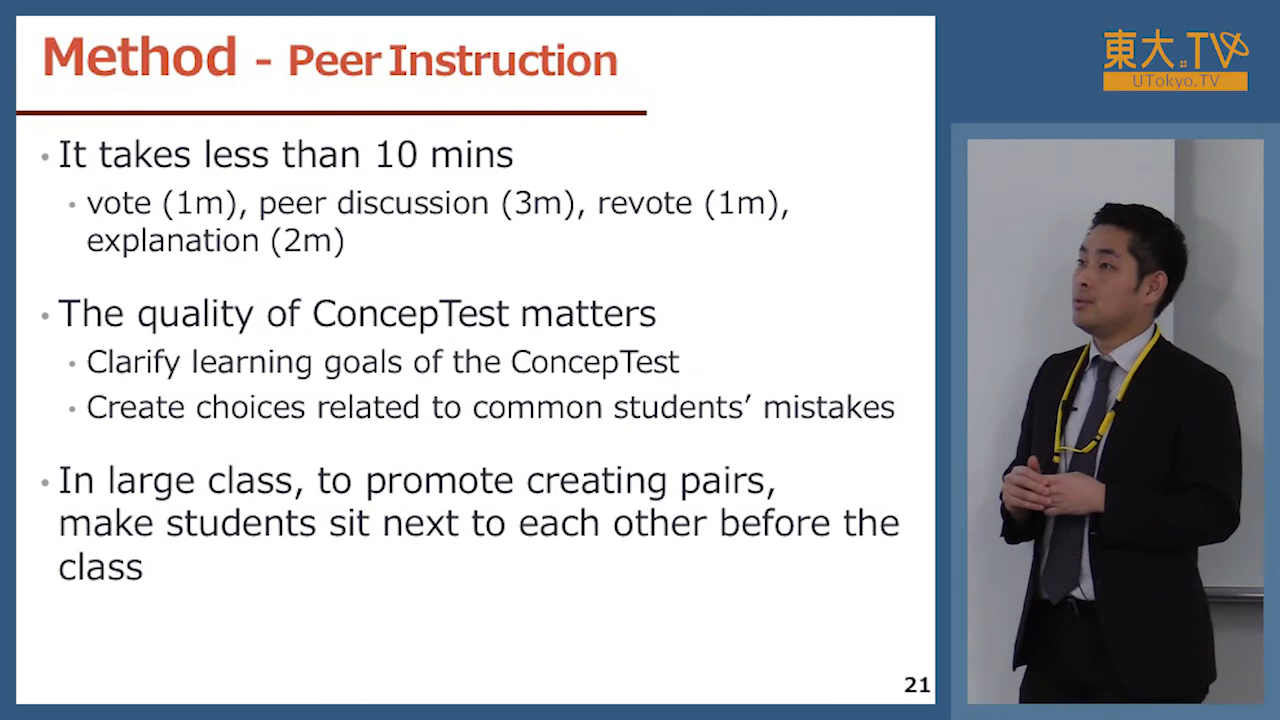 Method - Peer Instruction
• It takes less than 10 mins
• vote (1m), peer discussion (3m), revote (1m),
explanation (2m)
• The quality of ConcepTest matters
• Clarify learning goals of the ConcepTest
• Create choices related to common students’ mistakes
• In large class, to promote creating pairs,
make students sit next to each other before the
class
21
東大.TV
UTokyo.TV